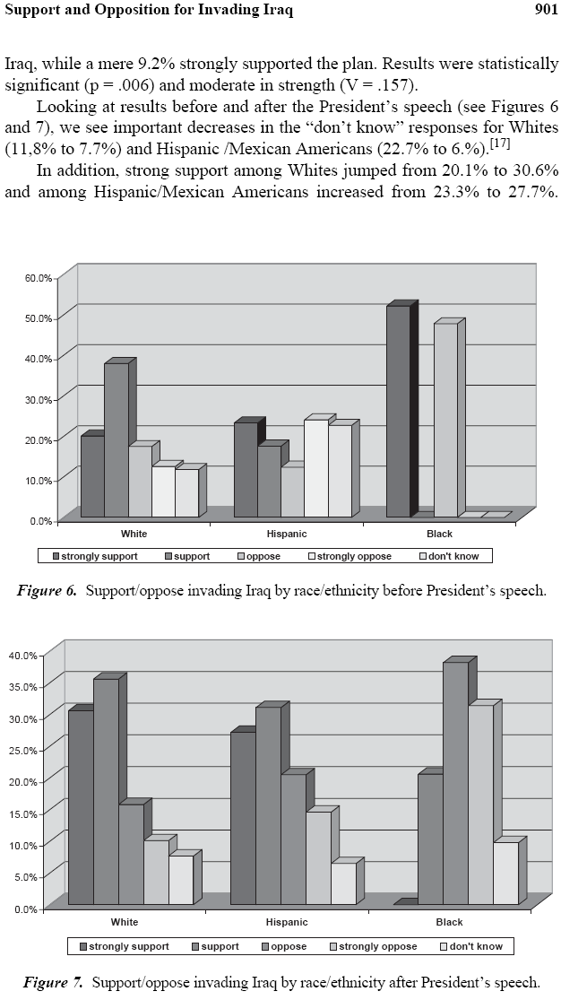 Support and Opposition for Invading Iraq 901
Iraq, while a mere 9.2% strongly supported the plan. Results were statistically
significant (p = .006) and moderate in strength (V = .157).
Looking at results before and after the President’s speech (see Figures 6
and 7), we see important decreases in the “don’t know” responses for Whites
(11,8% to 7.7%) and Hispanic /Mexican Americans (22.7% to 6.%).[17]
In addition, strong support among Whites jumped from 20.1% to 30.6%
and among Hispanic/Mexican Americans increased from 23.3% to 27.7%.
60.0%
50.0%
40.0%
30.0%
20.0%
10.0%
0.0%
White Hispanic Black
strongly support support oppose strongly oppose don't know
Figure 6. Support/oppose invading Iraq by race/ethnicity before President’s speech.
40.0%
35.0%
30.0%
25.0%
20.0%
15.0%
10.0%
5.0%
0.0%
White Hispanic Black
strongly support support oppose strongly oppose don't know
Figure 7. Support/oppose invading Iraq by race/ethnicity after President’s speech.